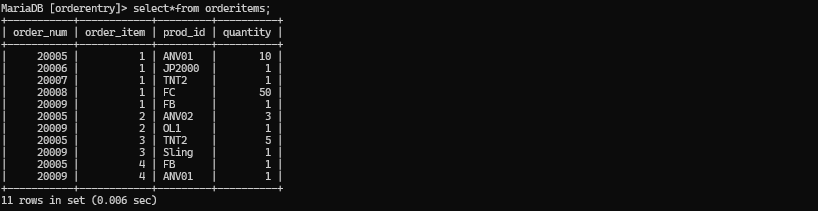 MariaDB [orderentry]> select*from orderitems;
+-----------+------------+---------+----------+
| order_num | order_item | prod_id | quantity |
+-----------+------------+---------+----------+
|     20005 |          1 | ANV01   |       10 |
|     20006 |          1 | JP2000  |        1 |
|     20007 |          1 | TNT2    |        1 |
|     20008 |          1 | FC      |       50 |
|     20009 |          1 | FB      |        1 |
|     20005 |          2 | ANV02   |        3 |
|     20009 |          2 | OL1     |        1 |
|     20005 |          3 | TNT2    |        5 |
|     20009 |          3 | Sling   |        1 |
|     20005 |          4 | FB      |        1 |
|     20009 |          4 | ANV01   |        1 |
+-----------+------------+---------+----------+
11 rows in set (0.006 sec)